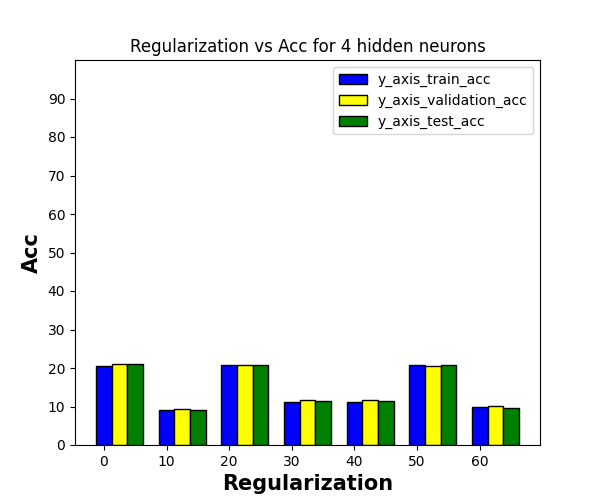 Regularization vs Acc for 4 hidden neurons
y_axis_train_acc
y_axis_validation_acc
y_axis_test_acc
90
80
70
60
50
40
30
20
10
0
Acc
0 10 20 30 40 50 60
Regularization